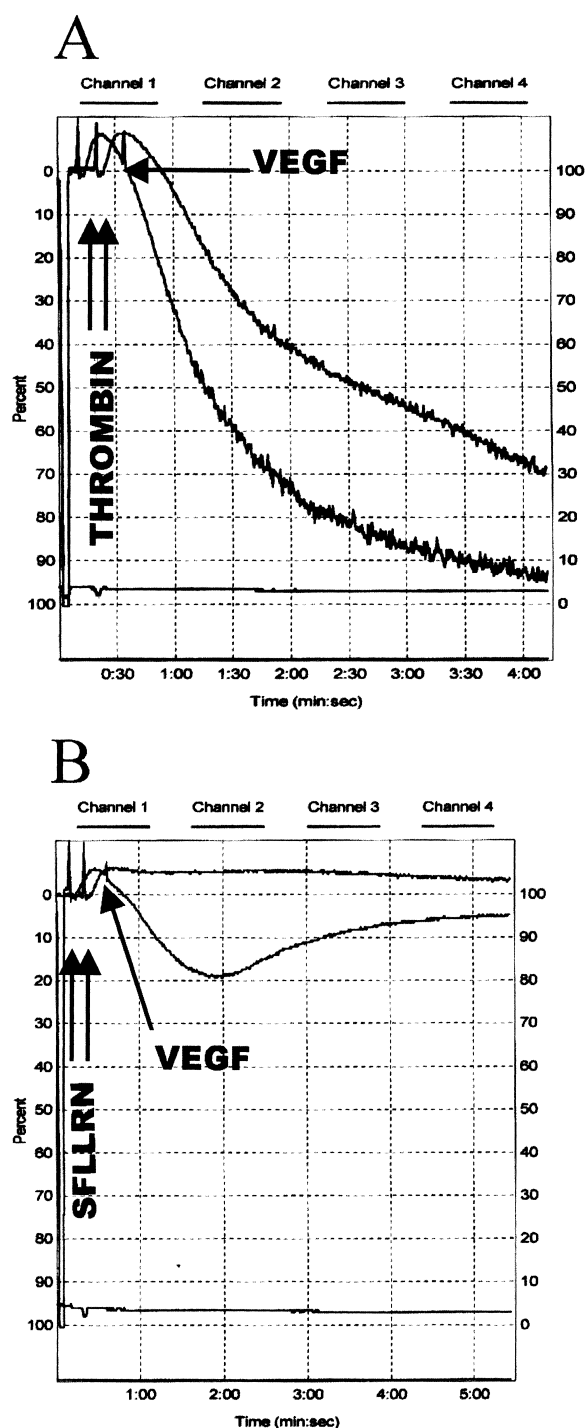 A
Channel 1 Channel 2 Channel 3 Channel 4
VEGF
THROMBIN
Percent
0 100
10 90
20 80
30 70
40 60
50 50
60 40
70 30
80 20
90 10
100 0
0:30 1:00 1:30 2:00 2:30 3:00 3:30 4:00
Time (min:sec)
B
Channel 1 Channel 2 Channel 3 Channel 4
VEGF
SFLLRN
Percent
0 100
10 90
20 80
30 70
40 60
50 50
60 40
70 30
80 20
90 10
100 0
1:00 2:00 3:00 4:00 5:00
Time (min:sec)